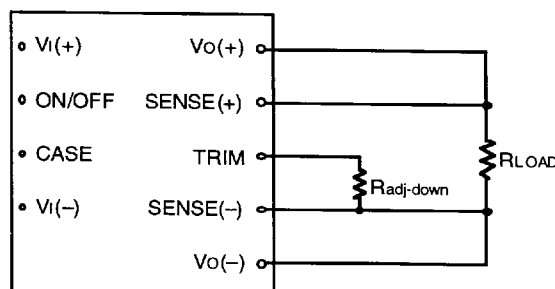 VI(+) VO(+)
ON/OFF SENSE(+)
CASE TRIM RLOAD
Radj-down
VI(–) SENSE(–)
VO(–)